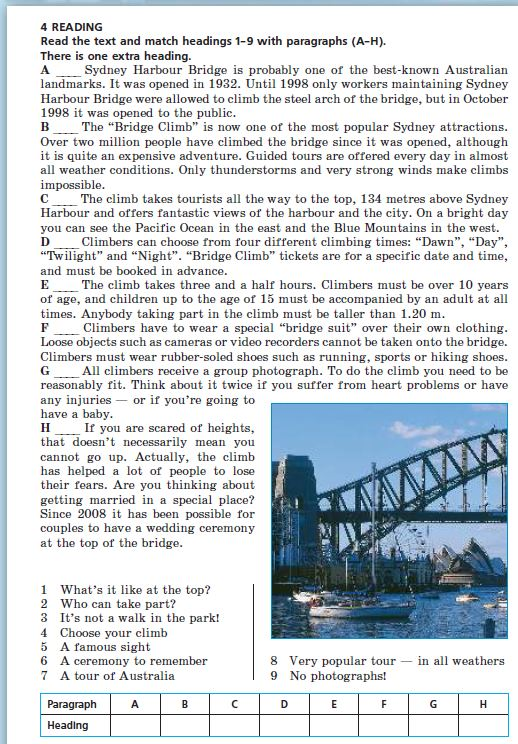 4 READING
Read the text and match headings 1–9 with paragraphs (A–H).
There is one extra heading.
A ____ Sydney Harbour Bridge is probably one of the best-known Australian
landmarks. It was opened in 1932. Until 1998 only workers maintaining Sydney
Harbour Bridge were allowed to climb the steel arch of the bridge, but in October
1998 it was opened to the public.
B ____ The “Bridge Climb” is now one of the most popular Sydney attractions.
Over two million people have climbed the bridge since it was opened, although
it is quite an expensive adventure. Guided tours are offered every day in almost
all weather conditions. Only thunderstorms and very strong winds make climbs
impossible.
C ____ The climb takes tourists all the way to the top, 134 metres above Sydney
Harbour and offers fantastic views of the harbour and the city. On a bright day
you can see the Pacific Ocean in the east and the Blue Mountains in the west.
D ____ Climbers can choose from four different climbing times: “Dawn”, “Day”,
“Twilight” and “Night”. “Bridge Climb” tickets are for a specific date and time,
and must be booked in advance.
E ____ The climb takes three and a half hours. Climbers must be over 10 years
of age, and children up to the age of 15 must be accompanied by an adult at all
times. Anybody taking part in the climb must be taller than 1.20 m.
F ____ Climbers have to wear a special “bridge suit” over their own clothing.
Loose objects such as cameras or video recorders cannot be taken onto the bridge.
Climbers must wear rubber-soled shoes such as running, sports or hiking shoes.
G ____ All climbers receive a group photograph. To do the climb you need to be
reasonably fit. Think about it twice if you suffer from heart problems or have
any injuries — or if you’re going to
have a baby.
H ____ If you are scared of heights,
that doesn’t necessarily mean you
cannot go up. Actually, the climb
has helped a lot of people to lose
their fears. Are you thinking about
getting married in a special place?
Since 2008 it has been possible for
couples to have a wedding ceremony
at the top of the bridge.
1 What’s it like at the top?
2 Who can take part?
3 It’s not a walk in the park!
4 Choose your climb
5 A famous sight
6 A ceremony to remember
7 A tour of Australia
8 Very popular tour — in all weathers
9 No photographs!
Paragraph A B C D E F G H
Heading